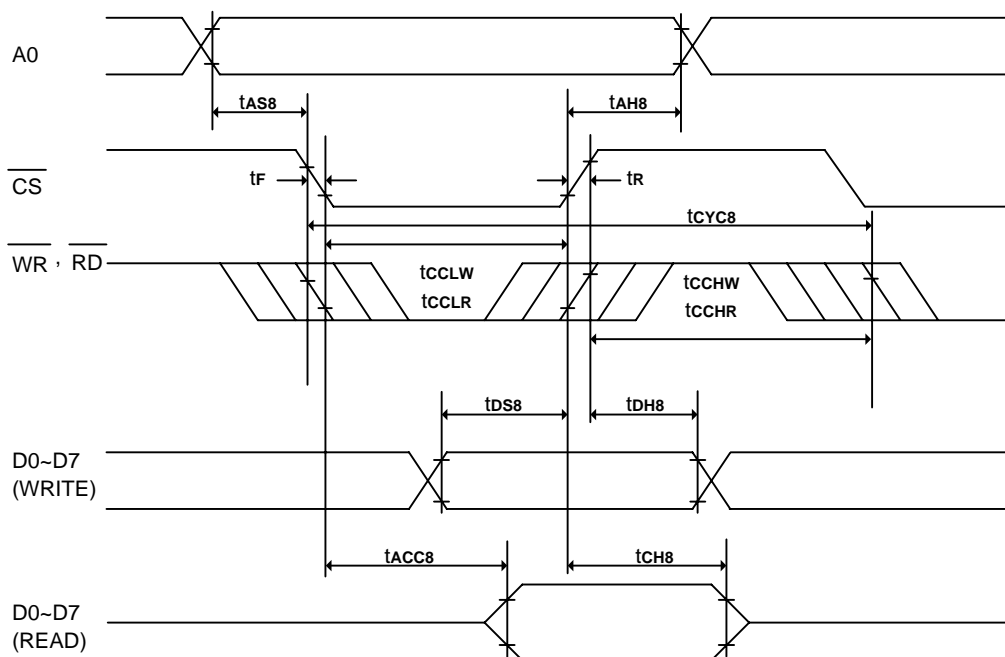 A0
tAS8
tAH8
CS
tF
tR
tCYC8
WR , RD
tCCLW
tCCLR
tCCHW
tCCHR
tDS8
tDH8
D0~D7
(WRITE)
tACC8
tCH8
D0~D7
(READ)